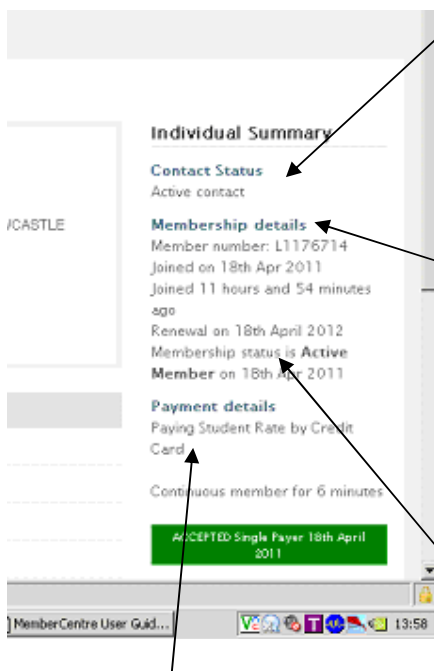 Individual Summary
Contact Status
Active contact
Membership details
Member number: L1176714
Joined on 18th Apr 2011
Joined 11 hours and 54 minutes
ago
Renewal on 18th April 2012
Membership status is Active
Member on 18th Apr 2011
Payment details
Paying Student Rate by Credit
Card
Continuous member for 6 minutes
ACCEPTED Single Payer 18th April
2011
MemberCentre User Guid...
13:58